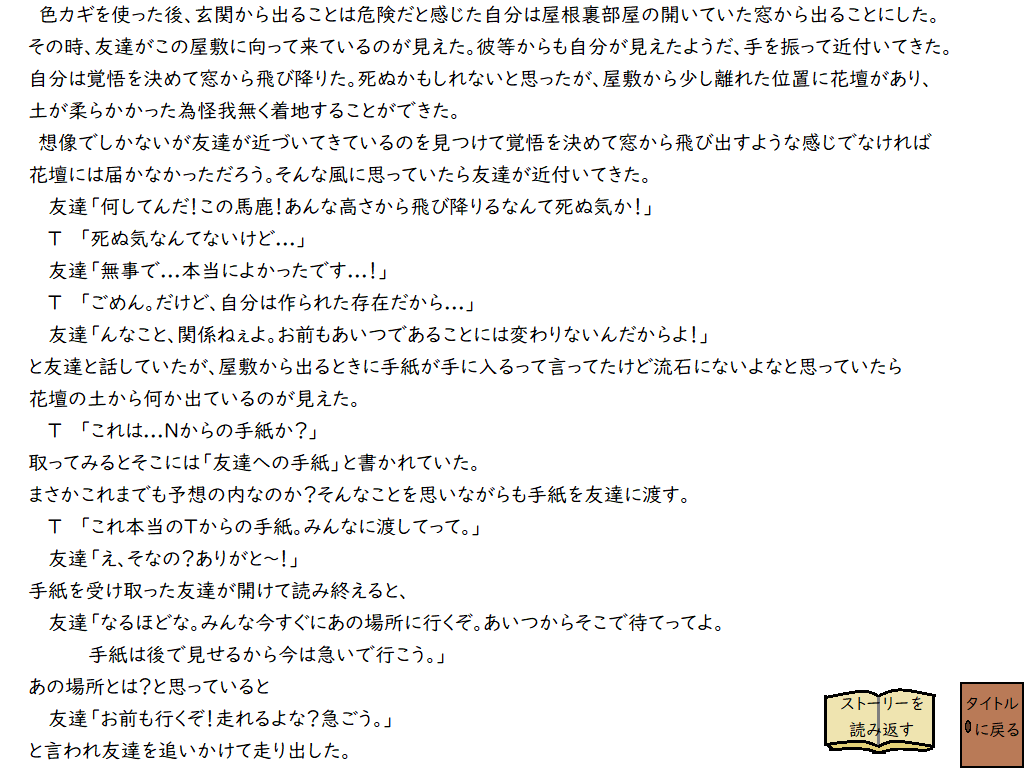 色カギを使った後、玄関から出ることは危険だと感じた自分は屋根裏部屋の開いていた窓から出ることにした。
その時、友達がこの屋敷に向って来ているのが見えた。彼等からも自分が見えたようだ、手を振って近付いてきた。
自分は覚悟を決めて窓から飛び降りた。死ぬかもしれないと思ったが、屋敷から少し離れた位置に花壇があり、
土が柔らかかった為怪我無く着地することができた。
想像でしかないが友達が近づいてきているのを見つけて覚悟を決めて窓から飛び出すような感じでなければ
花壇には届かなかっただろう。そんな風に思っていたら友達が近付いてきた。
友達「何してんだ！この馬鹿！あんな高さから飛び降りるなんて死ぬ気か！」
T　「死ぬ気なんてないけど…」
友達「無事で…本当によかったです…！」
T　「ごめん。だけど、自分は作られた存在だから…」
友達「んなこと、関係ねぇよ。お前もあいつであることには変わりないんだからよ！」
と友達と話していたが、屋敷から出るときに手紙が手に入るって言ってたけど流石にないよなと思っていたら
花壇の土から何か出ているのが見えた。
T　「これは…Nからの手紙か？」
取ってみるとそこには「友達への手紙」と書かれていた。
まさかこれまでも予想の内なのか？そんなことを思いながらも手紙を友達に渡す。
T　「これ本当のTからの手紙。みんなに渡してって。」
友達「え、そなの？ありがと～！」
手紙を受け取った友達が開けて読み終えると、
友達「なるほどな。みんな今すぐにあの場所に行くぞ。あいつからそこで待てってよ。
手紙は後で見せるから今は急いで行こう。」
あの場所とは？と思っていると
友達「お前も行くぞ！走れるよな？急ごう。」
と言われ友達を追いかけて走り出した。
ストーリーを
読み返す
タイトル
に戻る